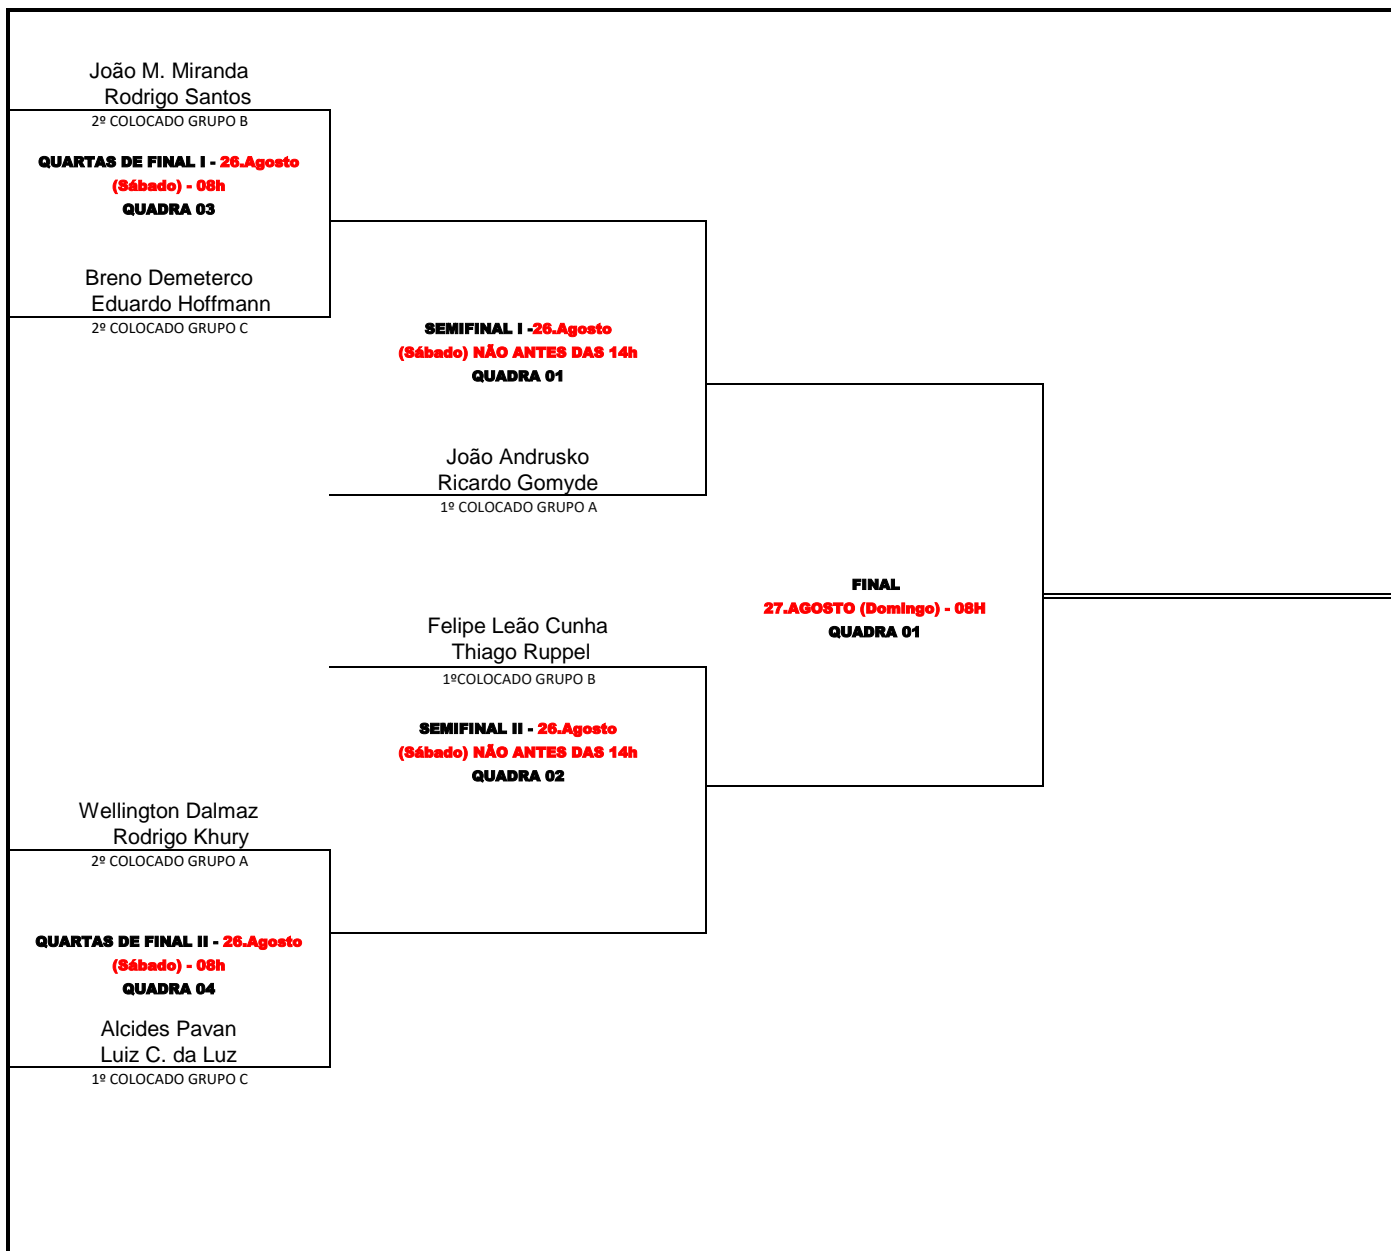 João M. Miranda
Rodrigo Santos
2º COLOCADO GRUPO B
QUARTAS DE FINAL I - 26.Agosto
(Sábado) - 08h
QUADRA 03
Breno Demeterco
Eduardo Hoffmann
2º COLOCADO GRUPO C
SEMIFINAL I -26.Agosto
(Sábado) NÃO ANTES DAS 14h
QUADRA 01
João Andrusko
Ricardo Gomyde
1º COLOCADO GRUPO A
FINAL
27.AGOSTO (Domingo) - 08H
QUADRA 01
Felipe Leão Cunha
Thiago Ruppel
1ºCOLOCADO GRUPO B
SEMIFINAL II - 26.Agosto
(Sábado) NÃO ANTES DAS 14h
QUADRA 02
Wellington Dalmaz
Rodrigo Khury
2º COLOCADO GRUPO A
QUARTAS DE FINAL II - 26.Agosto
(Sábado) - 08h
QUADRA 04
Alcides Pavan
Luiz C. da Luz
1º COLOCADO GRUPO C